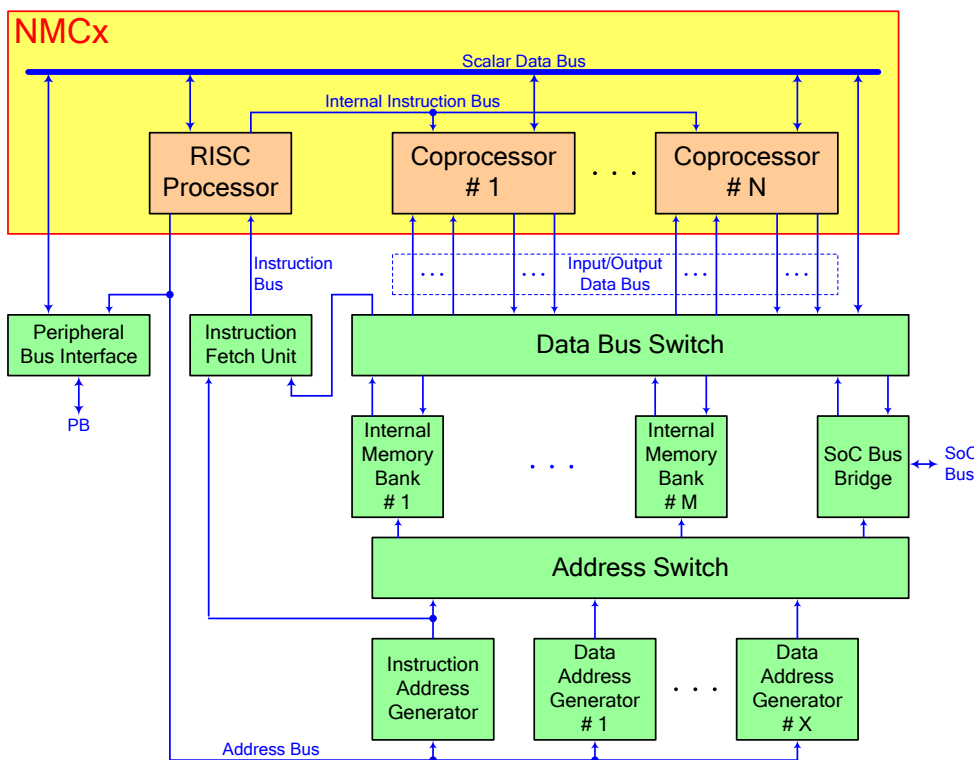 NMCx
Scalar Data Bus
Internal Instruction Bus
RISC
Processor
Coprocessor
# 1
. . .
Coprocessor
# N
Instruction
Bus
...
...
Input/Output
Data Bus
...
...
Peripheral
Bus Interface
Instruction
Fetch Unit
Data Bus Switch
PB
Internal
Memory
Bank
# 1
. . .
Internal
Memory
Bank
# M
SoC Bus
Bridge
SoC
Bus
Address Switch
Instruction
Address
Generator
Data
Address
Generator
# 1
. . .
Data
Address
Generator
# X
Address Bus